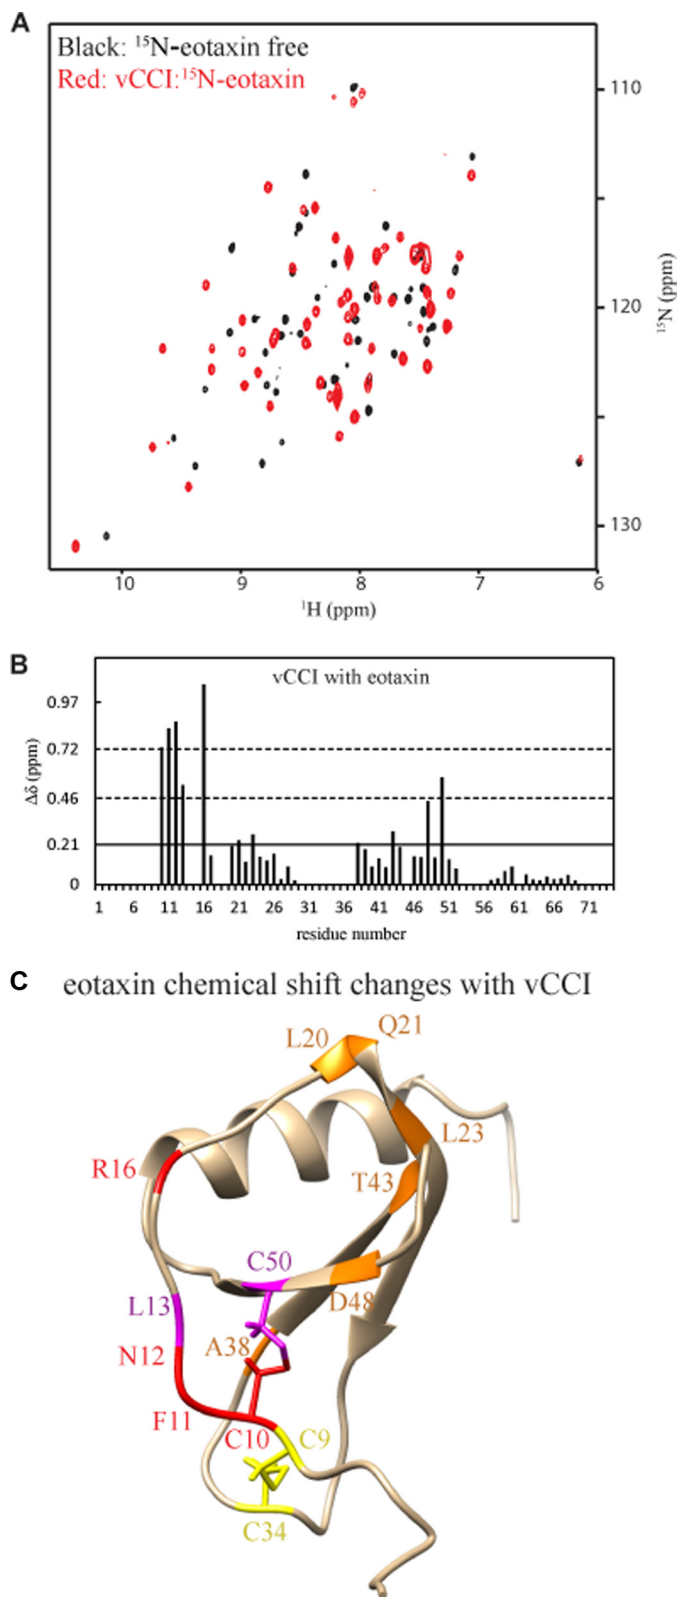 A
Black: ¹⁵N-eotaxin free
Red: vCCI:¹⁵N-eotaxin
110
120
130
¹⁵N (ppm)
10 9 8 7 6
¹H (ppm)
B
vCCI with eotaxin
0.97
0.72
0.46
0.21
0
Δδ (ppm)
1 6 11 16 21 26 31 36 41 46 51 56 61 66 71
residue number
C eotaxin chemical shift changes with vCCI
Q21
L20
L23
R16
T43
C50
L13
D48
N12
A38
F11
C10 C9
C34